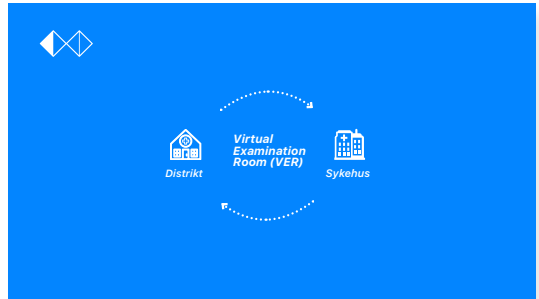 Virtual
Examination
Room (VER)
Distrikt
Sykehus